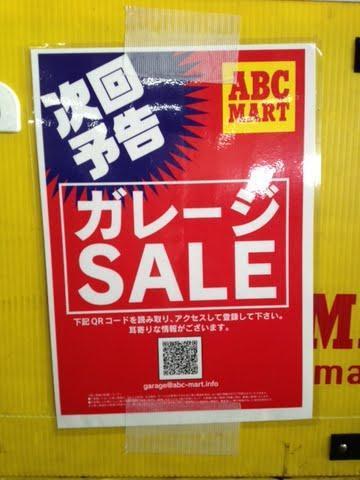 次回
予告
ABC
MART
ガレージ
SALE
下記QRコードを読み取り、アクセスして登録して下さい。
耳寄りな情報がございます。
garage@abc-mart.info
M
ma